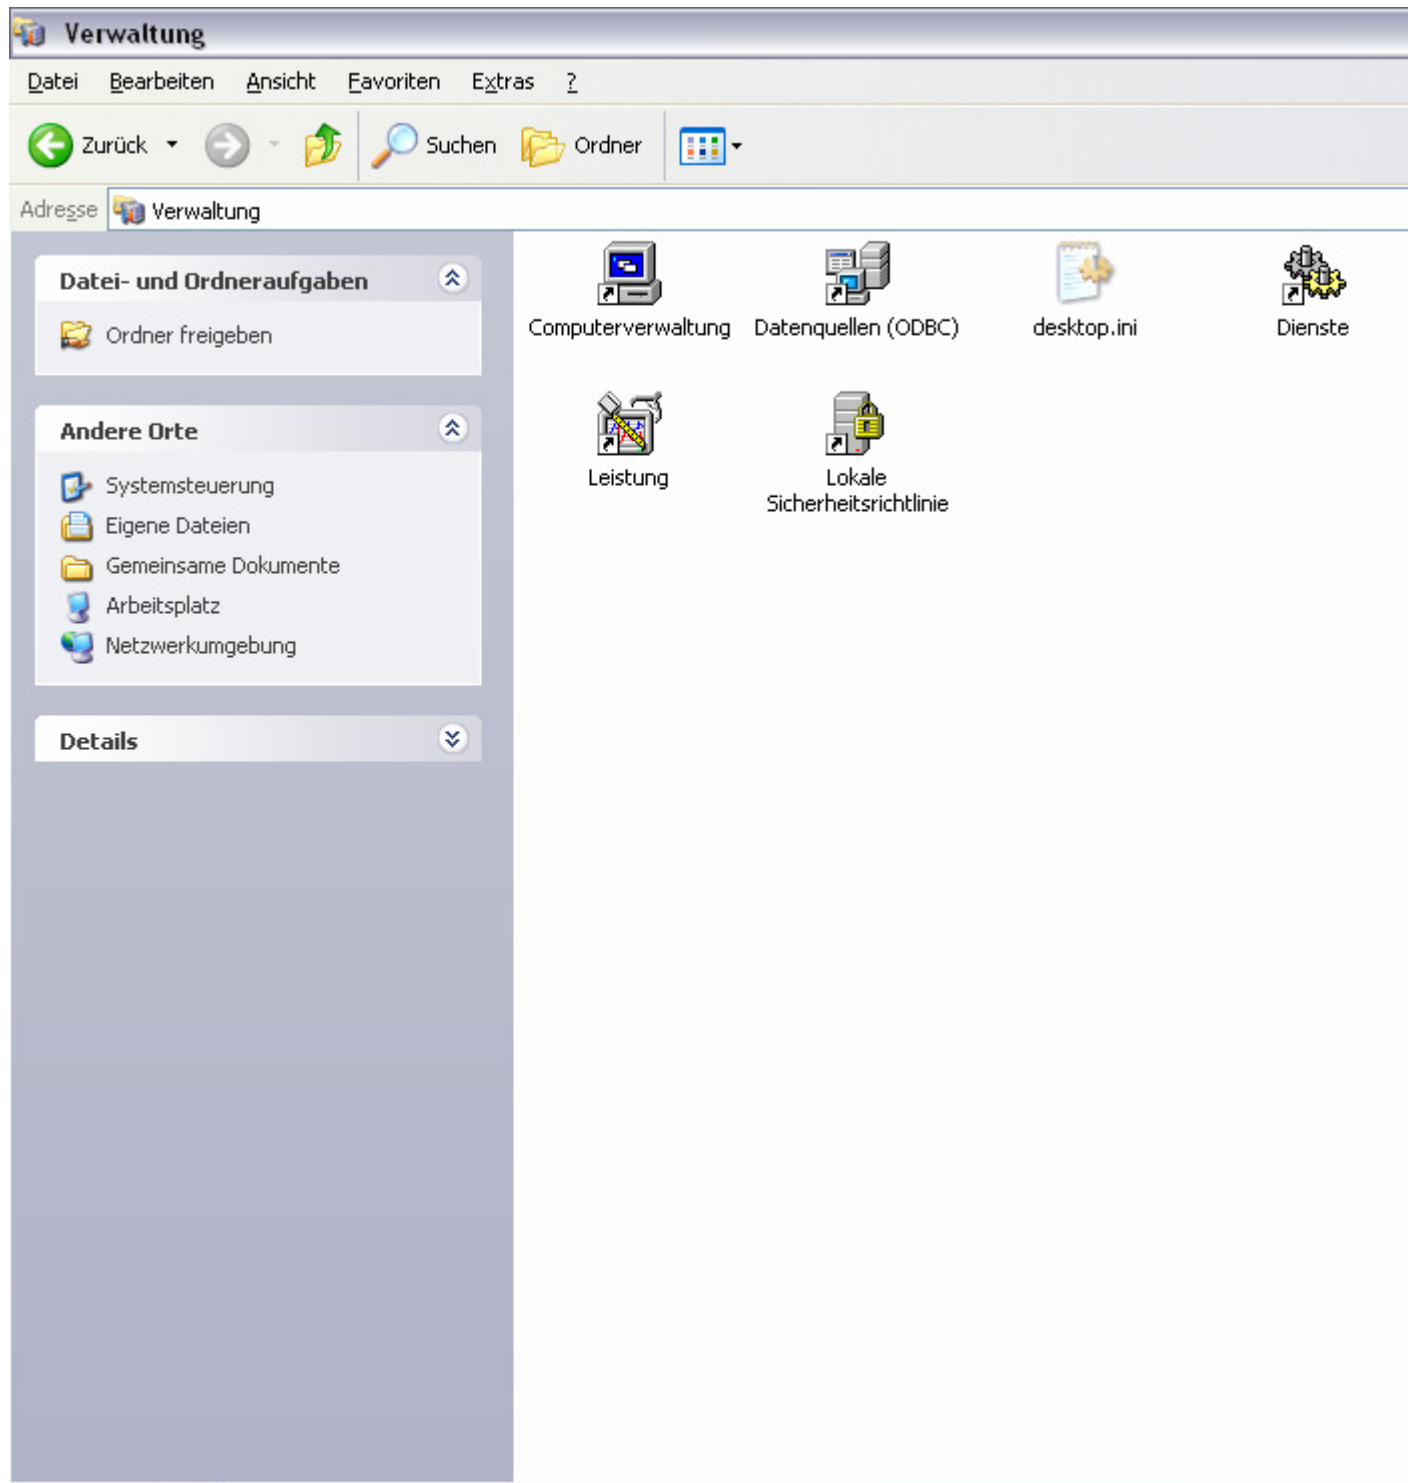 Verwaltung
Datei Bearbeiten Ansicht Favoriten Extras ?
Zurück Suchen Ordner
Adresse Verwaltung
Datei- und Ordneraufgaben
Ordner freigeben
Andere Orte
Systemsteuerung
Eigene Dateien
Gemeinsame Dokumente
Arbeitsplatz
Netzwerkumgebung
Details
Computerverwaltung
Datenquellen (ODBC)
desktop.ini
Dienste
Leistung
Lokale
Sicherheitsrichtlinie